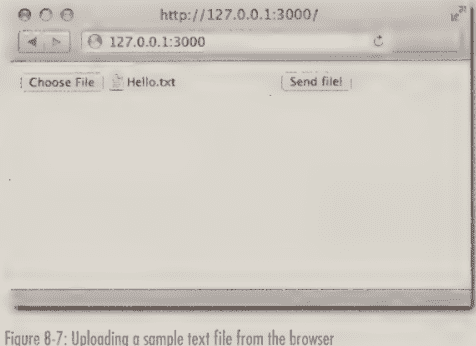 http://127.0.0.1:3000/
127.0.0.1:3000
Choose File Hello.txt Send file!
Figure 8-7: Uploading a sample text file from the browser